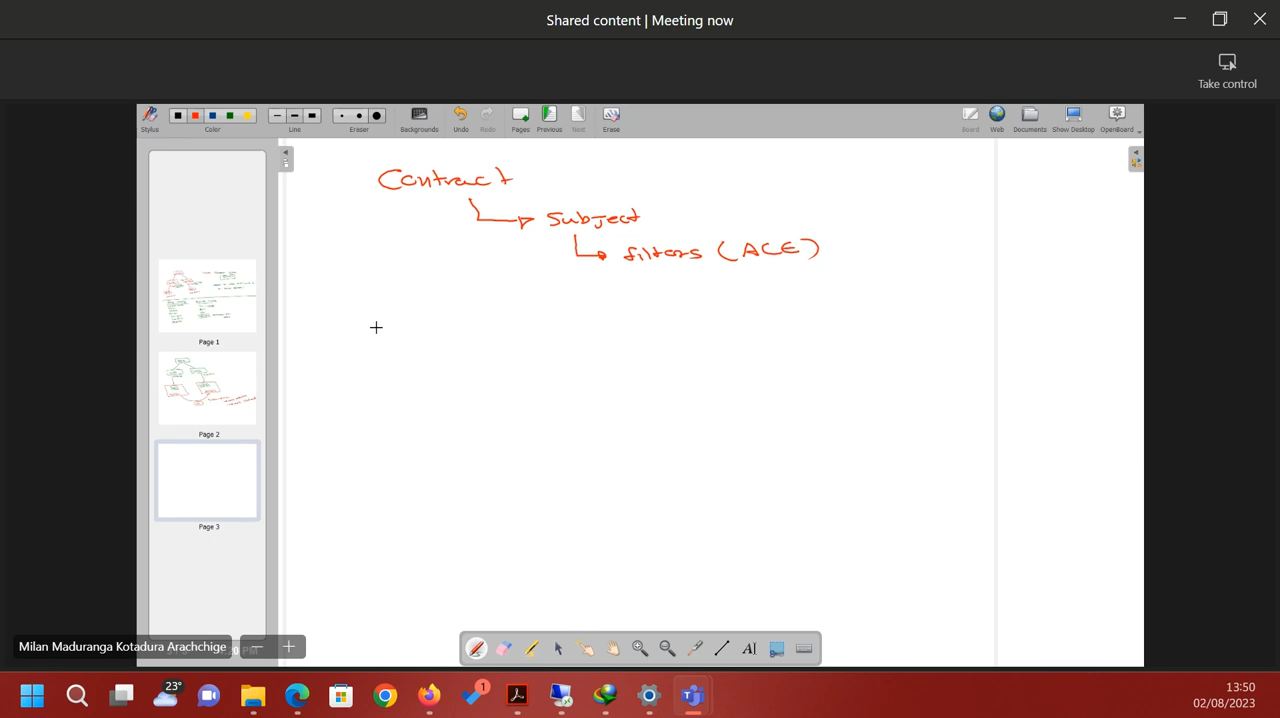 Shared content | Meeting now
Take control
Stylus Color Line Eraser Backgrounds Undo Redo Pages Previous Next Erase Board Web Documents Show Desktop OpenBoard
Contract
Subject
filters (ACE)
Page 1
Page 2
Page 3
Milan Maduranga Kotadura Arachchige
PM
23°
1
13:50
02/08/2023